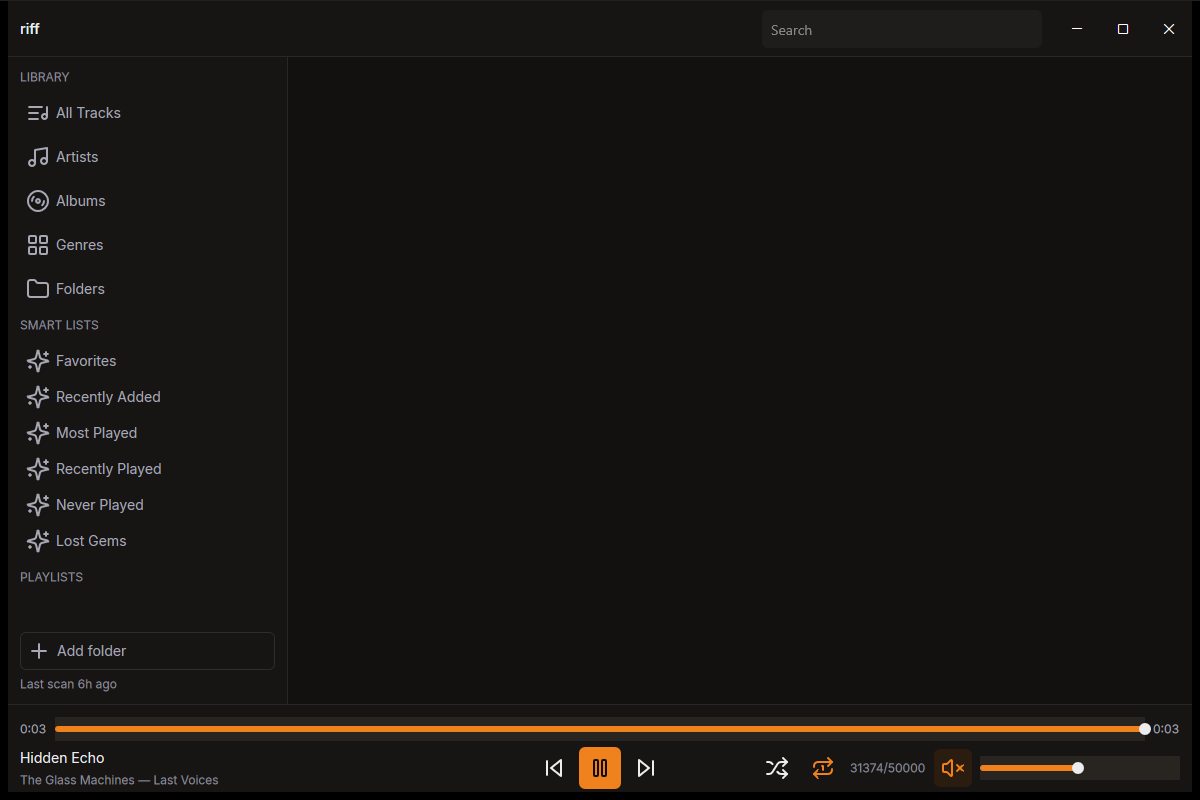 riff
Search
LIBRARY
All Tracks
Artists
Albums
Genres
Folders
SMART LISTS
Favorites
Recently Added
Most Played
Recently Played
Never Played
Lost Gems
PLAYLISTS
Add folder
Last scan 6h ago
0:03
0:03
Hidden Echo
The Glass Machines — Last Voices
1
31374/50000